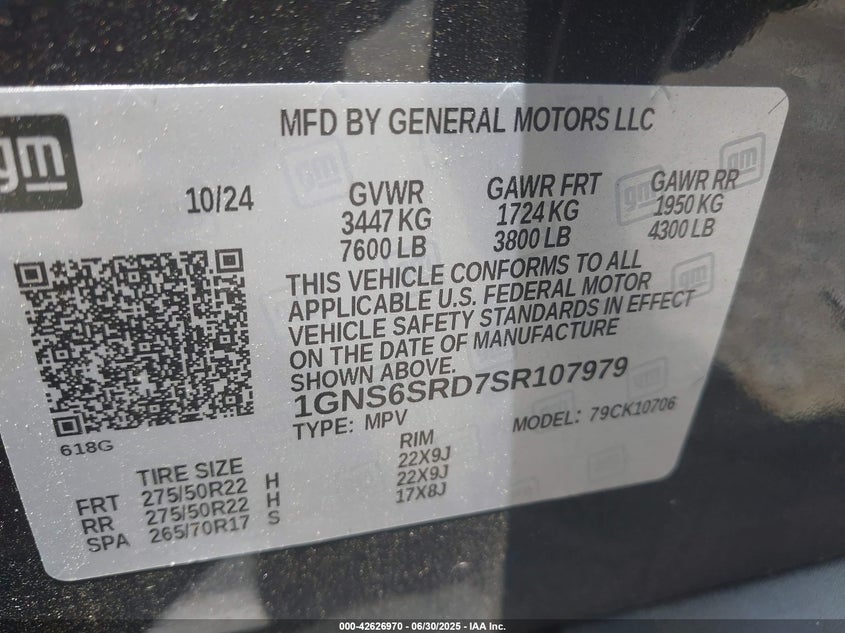 gm
MFD BY GENERAL MOTORS LLC
10/24
GVWR
3447 KG
7600 LB
GAWR FRT
1724 KG
3800 LB
GAWR RR
1950 KG
4300 LB
THIS VEHICLE CONFORMS TO ALL
APPLICABLE U.S. FEDERAL MOTOR
VEHICLE SAFETY STANDARDS IN EFFECT
ON THE DATE OF MANUFACTURE
SHOWN ABOVE.
1GNS6SRD7SR107979
TYPE: MPV
MODEL: 79CK10706
618G
TIRE SIZE
RIM
FRT 275/50R22 H 22X9J
RR 275/50R22 H 22X9J
SPA 265/70R17 S 17X8J
000-42626970 - 06/30/2025 - IAA Inc.